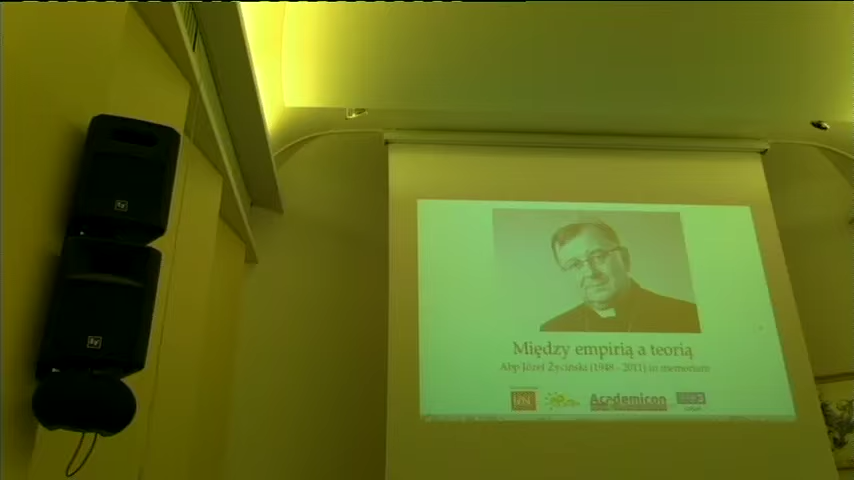 Między empirią a teorią
Abp Józef Życiński (1948 - 2011) in memoriam
Academicon